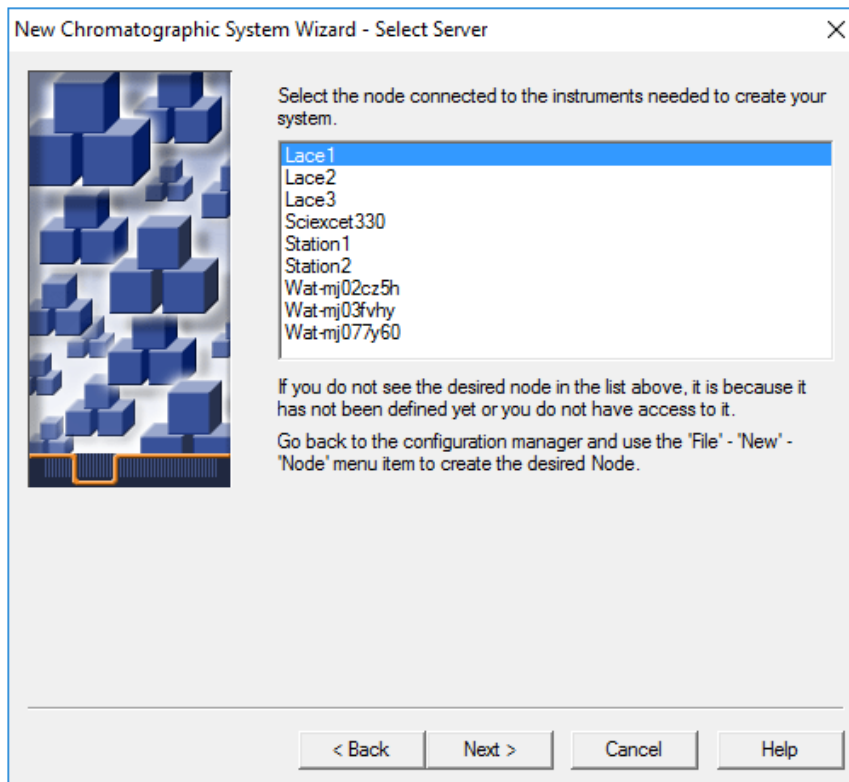 New Chromatographic System Wizard - Select Server
Select the node connected to the instruments needed to create your
system.
Lace1
Lace2
Lace3
Sciexcet330
Station1
Station2
Wat-mj02cz5h
Wat-mj03fvhy
Wat-mj077y60
If you do not see the desired node in the list above, it is because it
has not been defined yet or you do not have access to it.
Go back to the configuration manager and use the 'File' - 'New' -
'Node' menu item to create the desired Node.
< Back
Next >
Cancel
Help